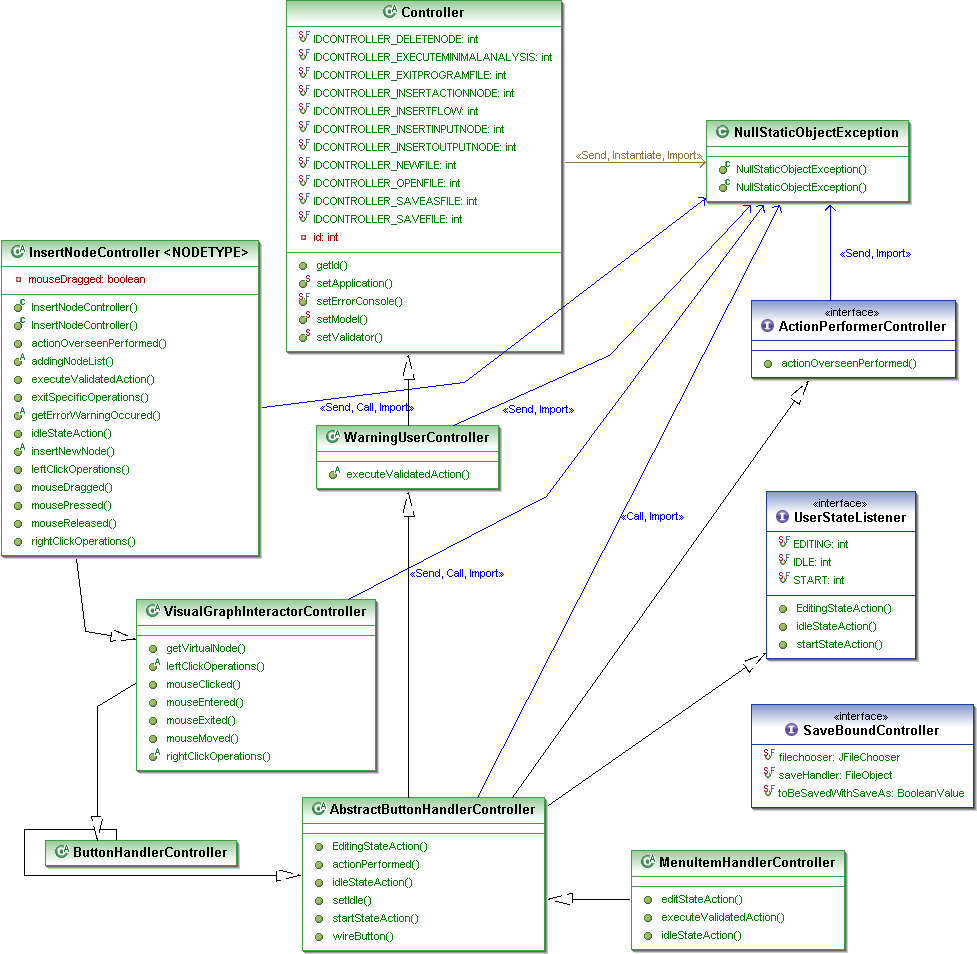 Controller
IDCONTROLLER_DELETENODE: int
IDCONTROLLER_EXECUTEMINIMALANALYSIS: int
IDCONTROLLER_EXITPROGRAMFILE: int
IDCONTROLLER_INSERTACTIONNODE: int
IDCONTROLLER_INSERTFLOW: int
IDCONTROLLER_INSERTINPUTNODE: int
IDCONTROLLER_INSERTOUTPUTNODE: int
IDCONTROLLER_NEWFILE: int
IDCONTROLLER_OPENFILE: int
IDCONTROLLER_SAVEASFILE: int
IDCONTROLLER_SAVEFILE: int
id: int
getId()
setApplication()
setErrorConsole()
setModel()
setValidator()
«Send, Instantiate, Import»
NullStaticObjectException
NullStaticObjectException()
NullStaticObjectException()
«Send, Import»
InsertNodeController <NODETYPE>
mouseDragged: boolean
InsertNodeController()
InsertNodeController()
actionOverseenPerformed()
addingNodeList()
executeValidatedAction()
exitSpecificOperations()
getErrorWarningOccured()
idleStateAction()
insertNewNode()
leftClickOperations()
mouseDragged()
mousePressed()
mouseReleased()
rightClickOperations()
«interface»
ActionPerformerController
actionOverseenPerformed()
«Send, Call, Import»
«Send, Import»
WarningUserController
executeValidatedAction()
«interface»
UserStateListener
EDITING: int
IDLE: int
START: int
EditingStateAction()
idleStateAction()
startStateAction()
«Call, Import»
«Send, Call, Import»
VisualGraphInteractorController
getVirtualNode()
leftClickOperations()
mouseClicked()
mouseEntered()
mouseExited()
mouseMoved()
rightClickOperations()
«interface»
SaveBoundController
filechooser: JFileChooser
saveHandler: FileObject
toBeSavedWithSaveAs: BooleanValue
AbstractButtonHandlerController
EditingStateAction()
actionPerformed()
idleStateAction()
setIdle()
startStateAction()
wireButton()
ButtonHandlerController
MenuItemHandlerController
editStateAction()
executeValidatedAction()
idleStateAction()